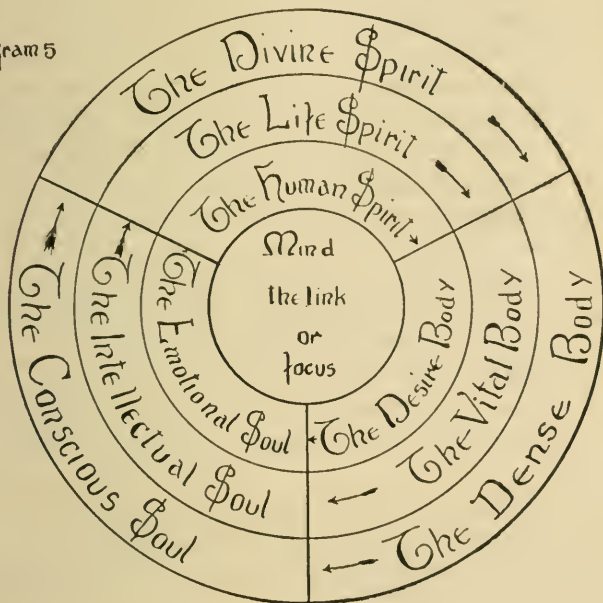 gram 5
The Divine Spirit
The Life Spirit
The Human Spirit
Mind
the link
or
focus
The Desire Body
The Vital Body
The Dense Body
The Emotional Soul
The Intellectual Soul
The Conscious Soul